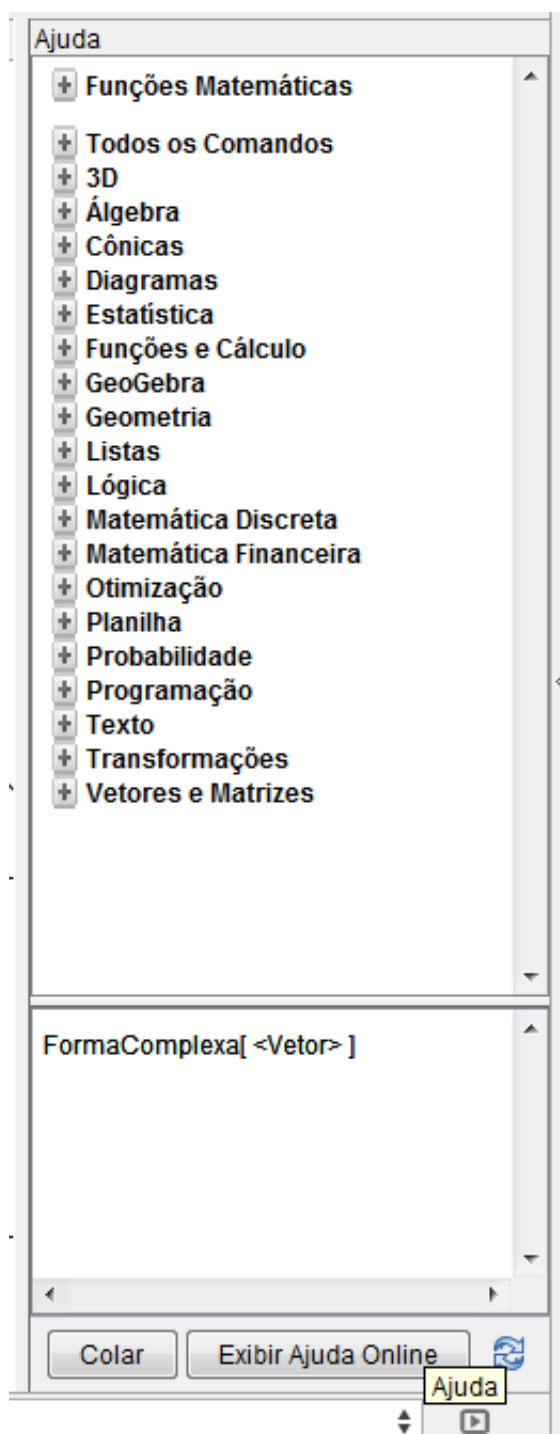 Ajuda
Funções Matemáticas
Todos os Comandos
3D
Álgebra
Cônicas
Diagramas
Estatística
Funções e Cálculo
GeoGebra
Geometria
Listas
Lógica
Matemática Discreta
Matemática Financeira
Otimização
Planilha
Probabilidade
Programação
Texto
Transformações
Vetores e Matrizes
FormaComplexa[ <Vetor> ]
Colar Exibir Ajuda Online
Ajuda